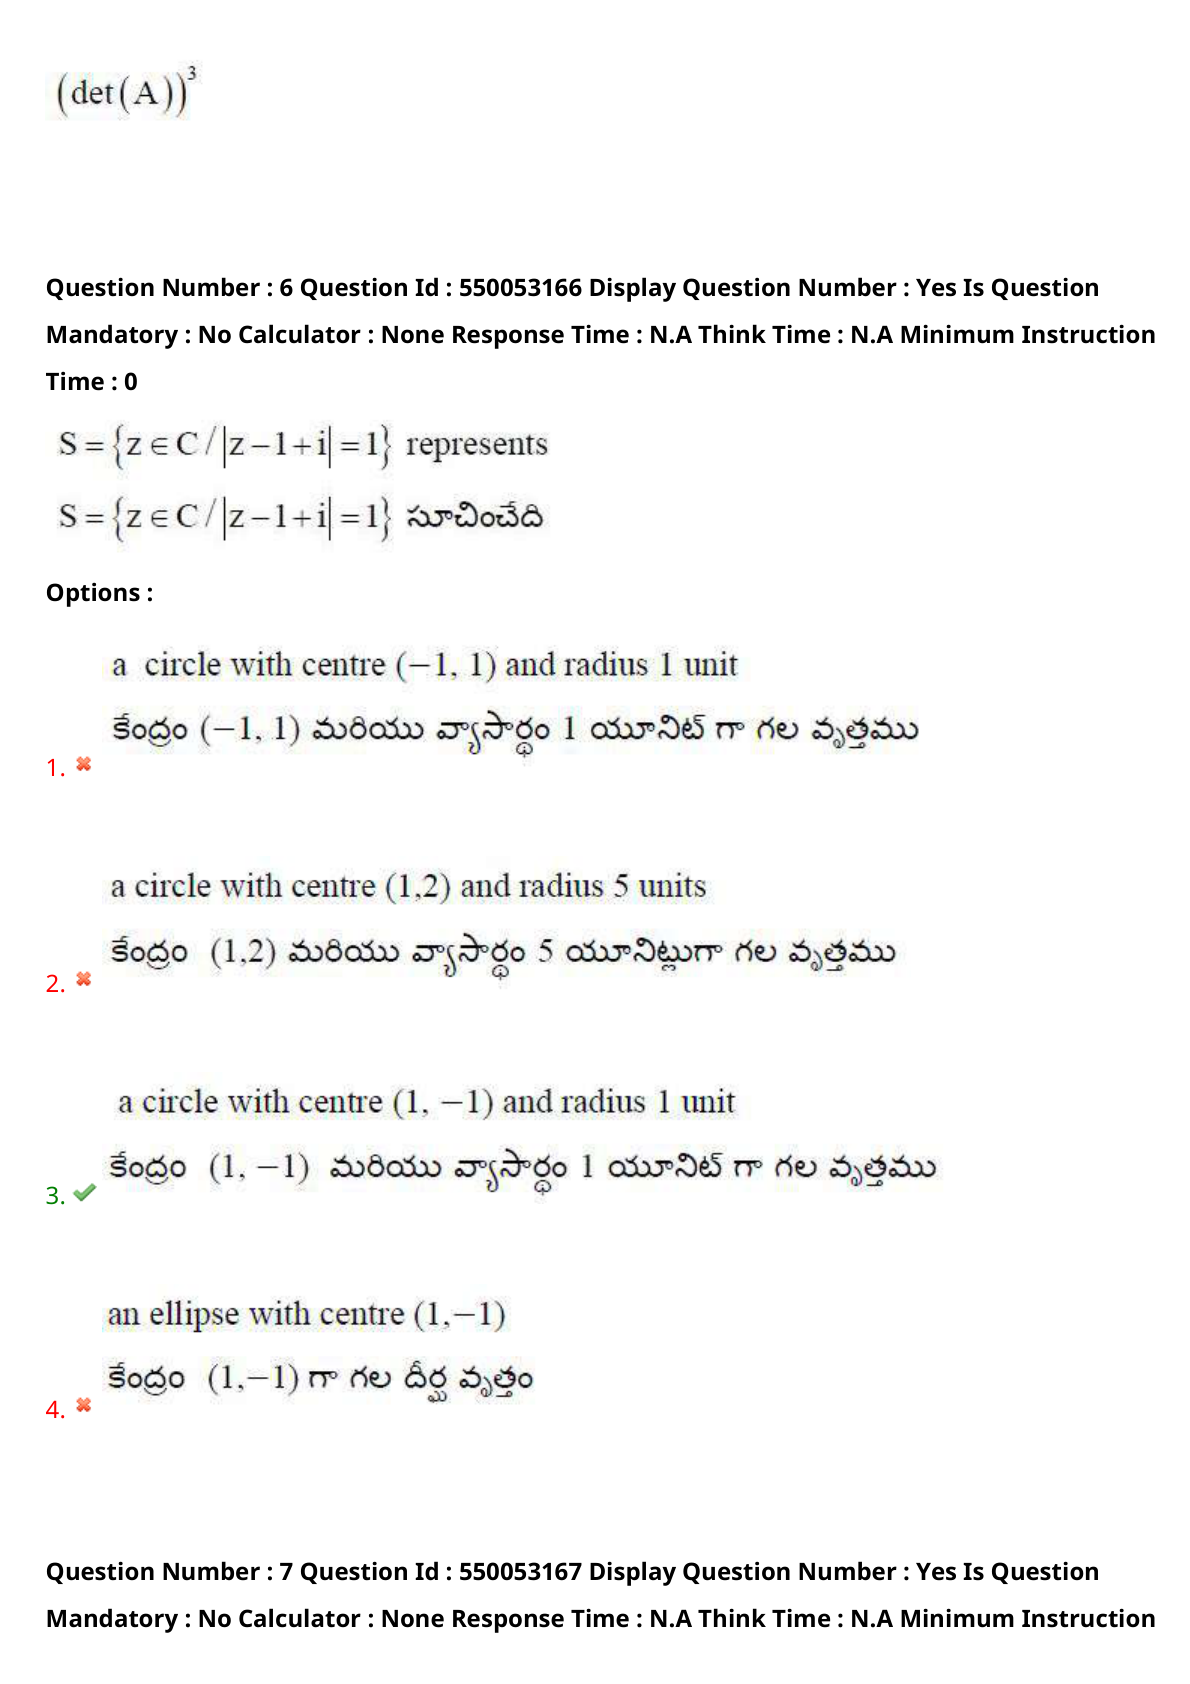 (det(A))³
Question Number : 6 Question Id : 550053166 Display Question Number : Yes Is Question
Mandatory : No Calculator : None Response Time : N.A Think Time : N.A Minimum Instruction
Time : 0
S = {z ∈ C / |z − 1 + i| = 1} represents
S = {z ∈ C / |z − 1 + i| = 1} సూచించేది
Options :
a circle with centre (−1, 1) and radius 1 unit
కేంద్రం (−1, 1) మరియు వ్యాసార్థం 1 యూనిట్ గా గల వృత్తము
1.
a circle with centre (1,2) and radius 5 units
కేంద్రం (1,2) మరియు వ్యాసార్థం 5 యూనిట్లుగా గల వృత్తము
2.
a circle with centre (1, −1) and radius 1 unit
కేంద్రం (1, −1) మరియు వ్యాసార్థం 1 యూనిట్ గా గల వృత్తము
3.
an ellipse with centre (1,−1)
కేంద్రం (1,−1) గా గల దీర్ఘ వృత్తం
4.
Question Number : 7 Question Id : 550053167 Display Question Number : Yes Is Question
Mandatory : No Calculator : None Response Time : N.A Think Time : N.A Minimum Instruction